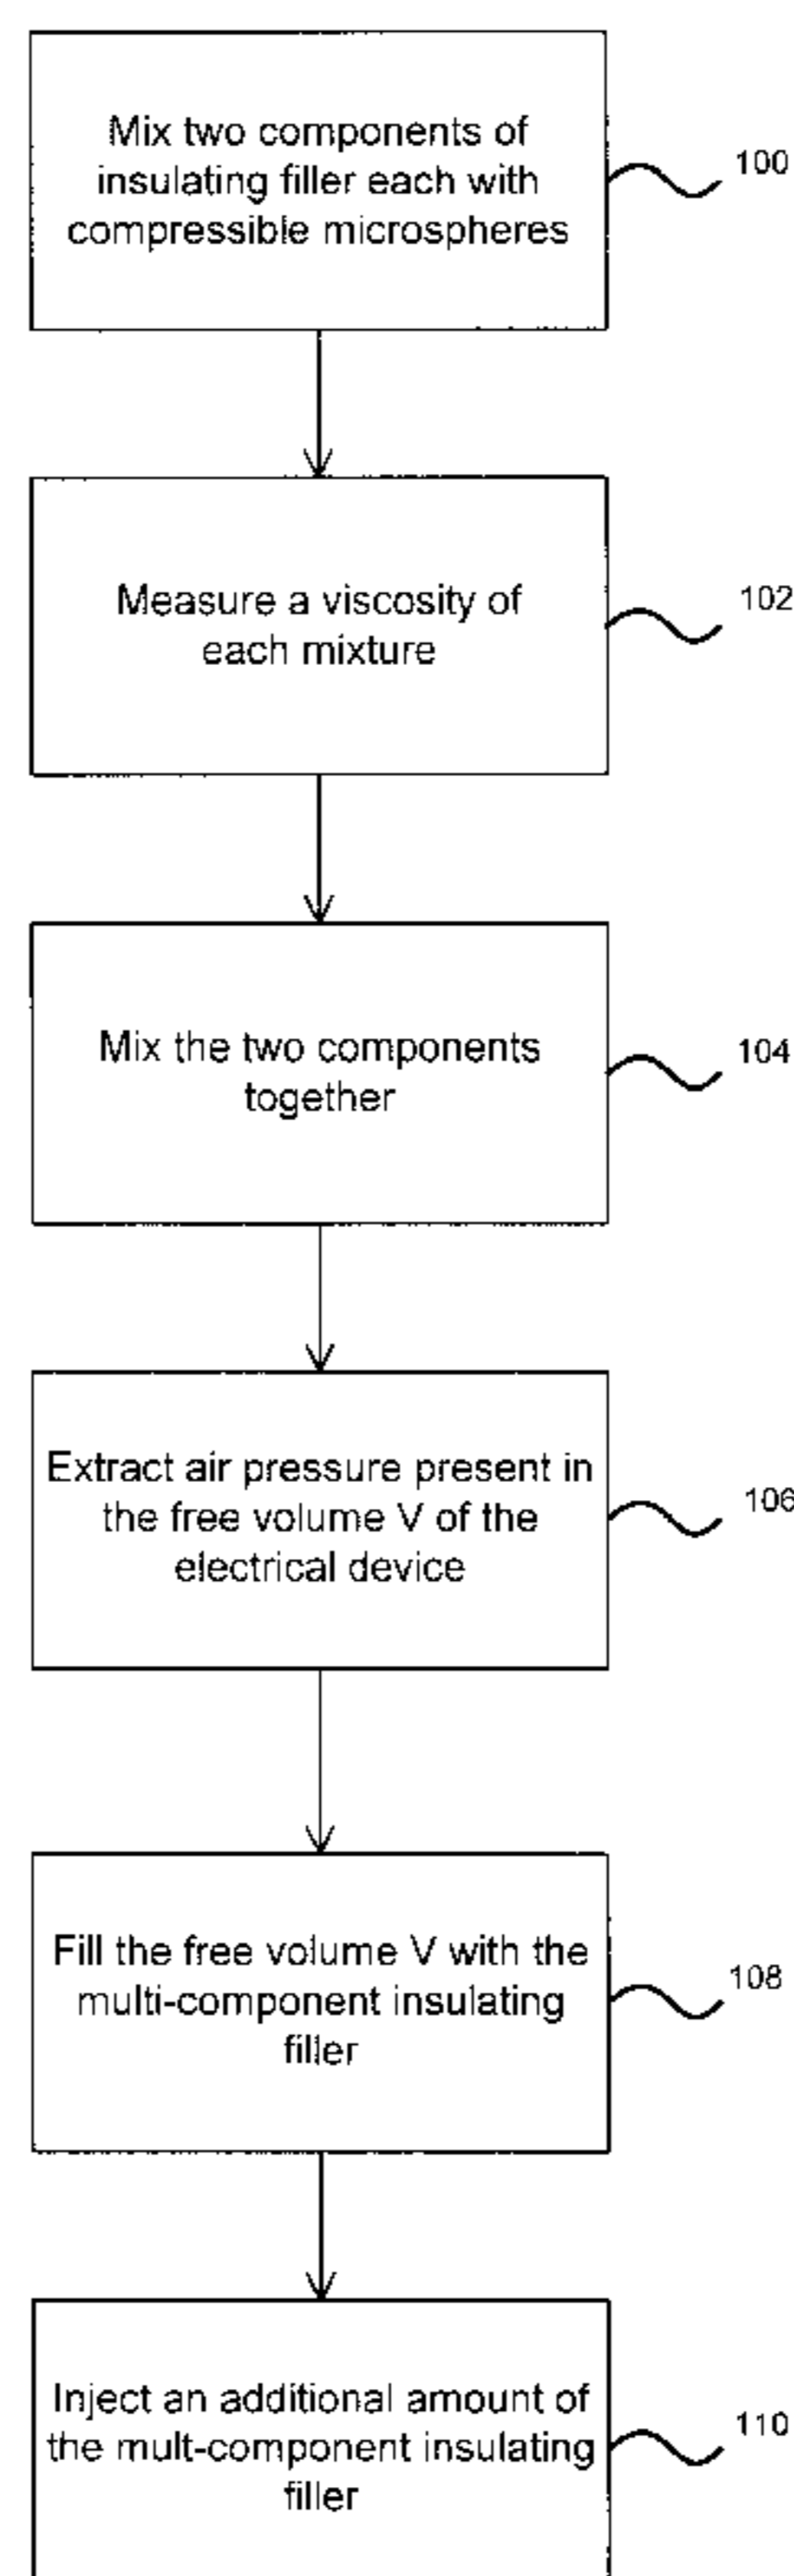 Mix two components of
insulating filler each with
compressible microspheres
100
Measure a viscosity of
each mixture
102
Mix the two components
together
104
Extract air pressure present in
the free volume V of the
electrical device
106
Fill the free volume V with the
multi-component insulating
filler
108
Inject an additional amount of
the mult-component insulating
filler
110